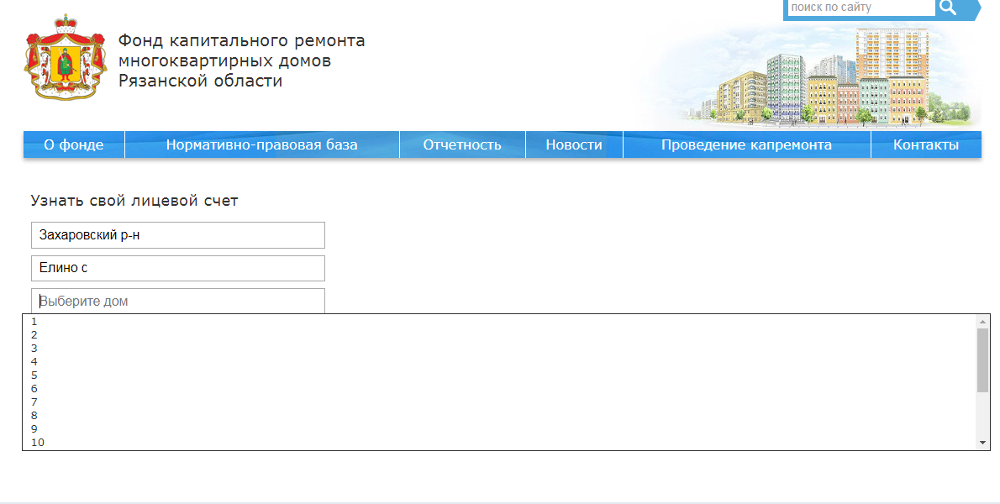 поиск по сайту
Фонд капитального ремонта
многоквартирных домов
Рязанской области
О фонде
Нормативно-правовая база
Отчетность
Новости
Проведение капремонта
Контакты
Узнать свой лицевой счет
Захаровский р-н
Елино с
Выберите дом
1
2
3
4
5
6
7
8
9
10